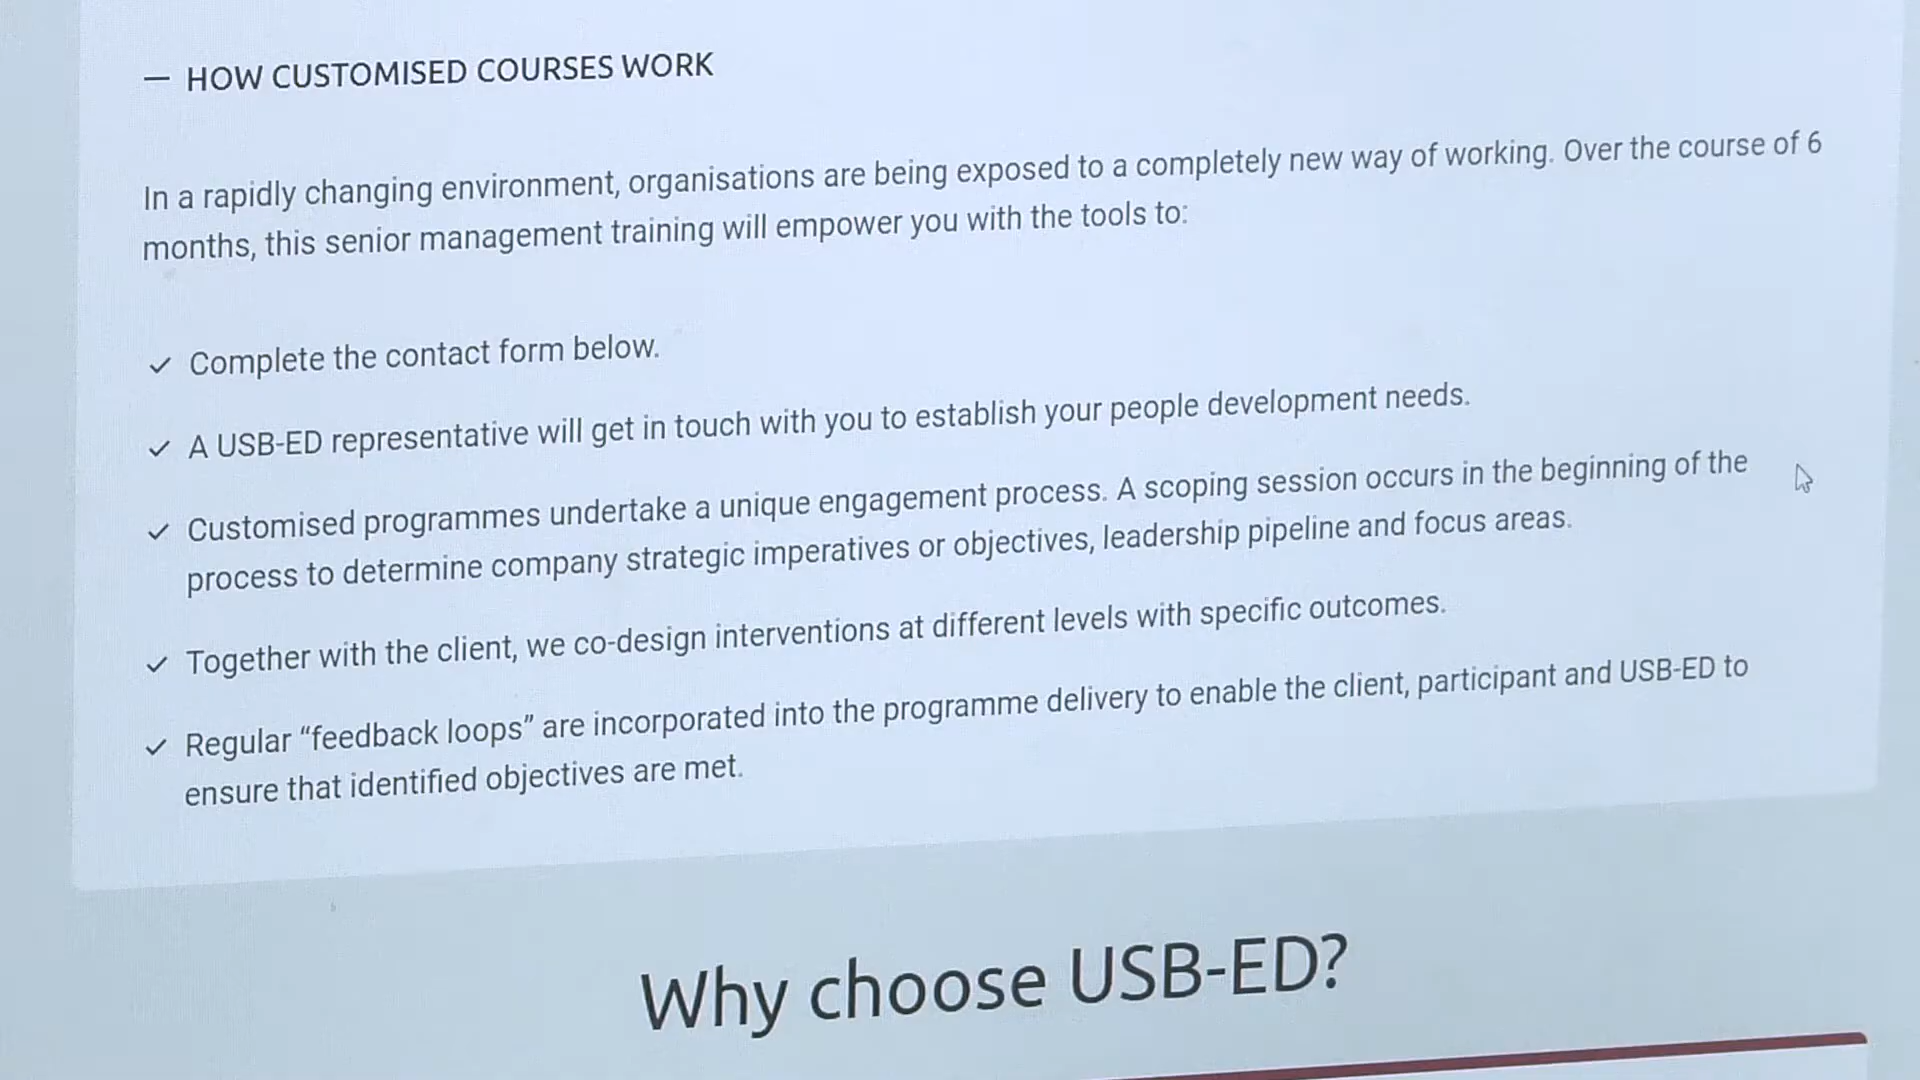 — HOW CUSTOMISED COURSES WORK
In a rapidly changing environment, organisations are being exposed to a completely new way of working. Over the course of 6
months, this senior management training will empower you with the tools to:
✓ Complete the contact form below.
✓ A USB-ED representative will get in touch with you to establish your people development needs.
✓ Customised programmes undertake a unique engagement process. A scoping session occurs in the beginning of the
process to determine company strategic imperatives or objectives, leadership pipeline and focus areas.
✓ Together with the client, we co-design interventions at different levels with specific outcomes.
✓ Regular “feedback loops” are incorporated into the programme delivery to enable the client, participant and USB-ED to
ensure that identified objectives are met.
Why choose USB-ED?